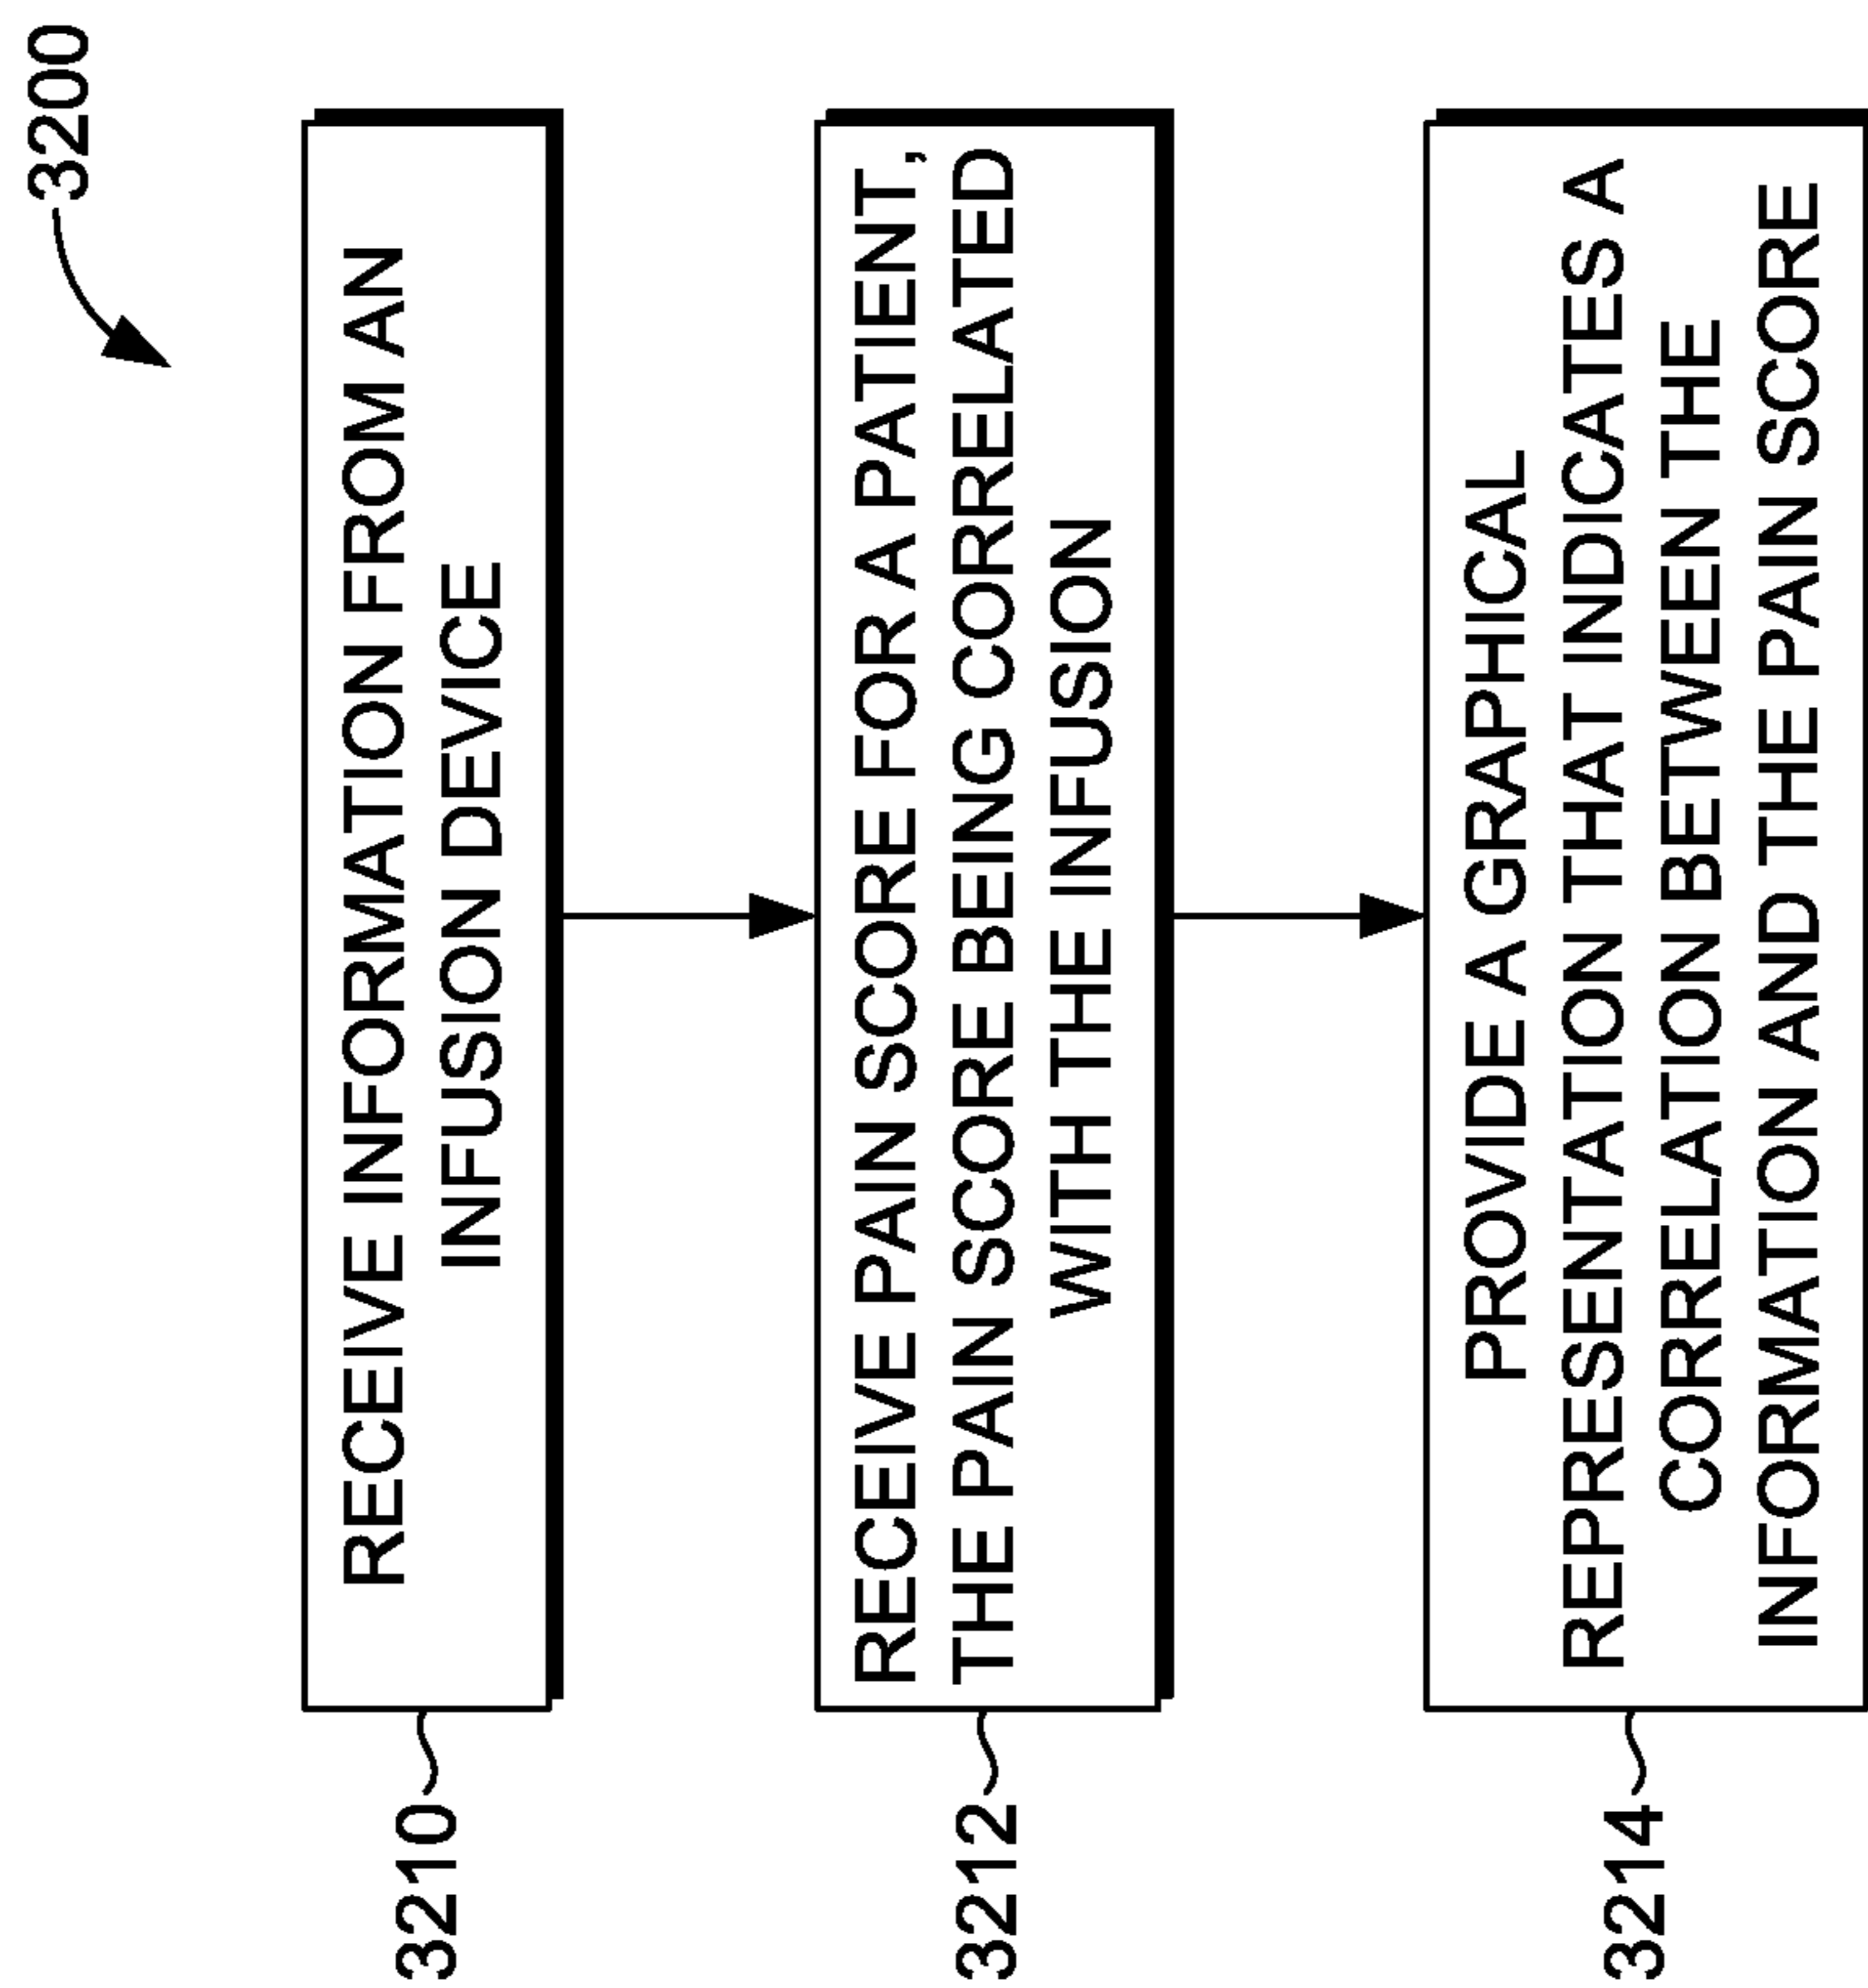 3200
3210
RECEIVE INFORMATION FROM AN
INFUSION DEVICE
3212
RECEIVE PAIN SCORE FOR A PATIENT,
THE PAIN SCORE BEING CORRELATED
WITH THE INFUSION
3214
PROVIDE A GRAPHICAL
REPRESENTATION THAT INDICATES A
CORRELATION BETWEEN THE
INFORMATION AND THE PAIN SCORE